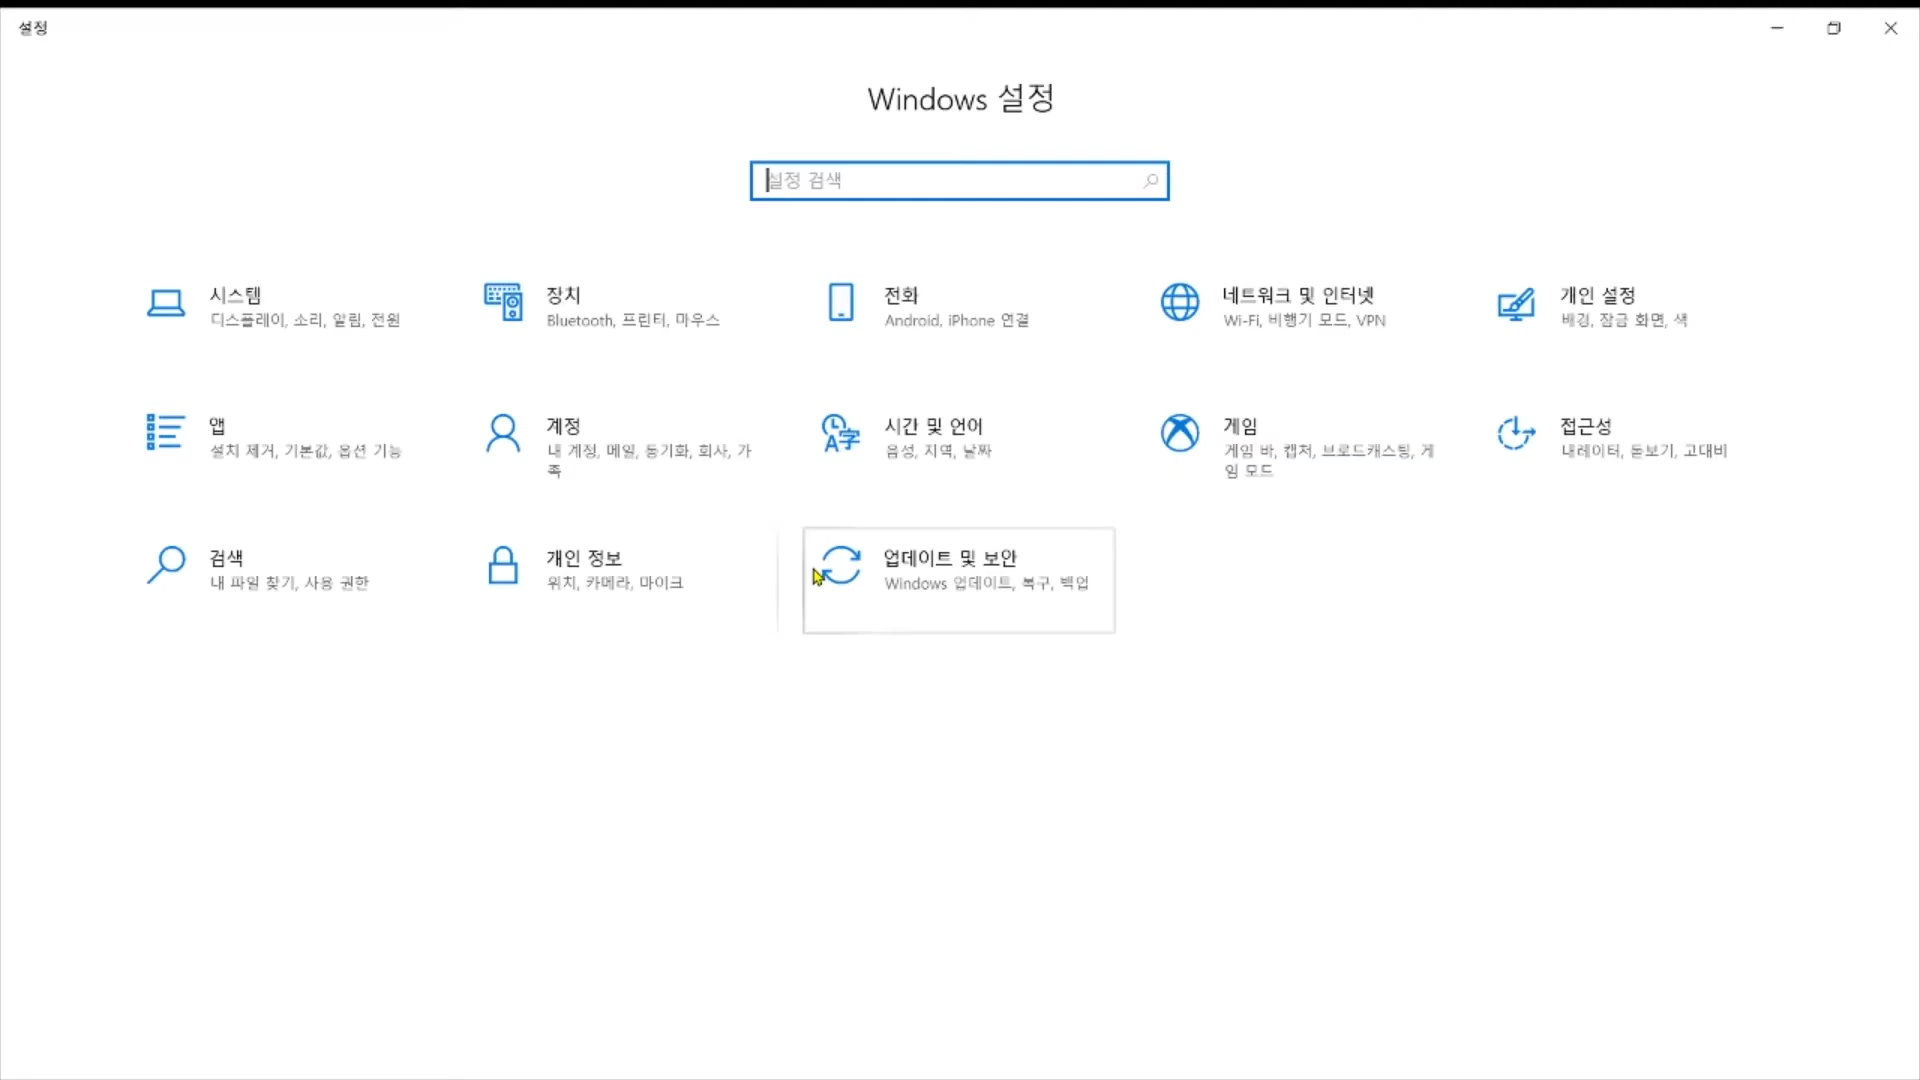 설정
Windows 설정
설정 검색
시스템
디스플레이, 소리, 알림, 전원
장치
Bluetooth, 프린터, 마우스
전화
Android, iPhone 연결
네트워크 및 인터넷
Wi-Fi, 비행기 모드, VPN
개인 설정
배경, 잠금 화면, 색
앱
설치 제거, 기본값, 옵션 기능
계정
내 계정, 메일, 동기화, 회사, 가
족
시간 및 언어
음성, 지역, 날짜
게임
게임 바, 캡처, 브로드캐스팅, 게
임 모드
접근성
내레이터, 돋보기, 고대비
검색
내 파일 찾기, 사용 권한
개인 정보
위치, 카메라, 마이크
업데이트 및 보안
Windows 업데이트, 복구, 백업